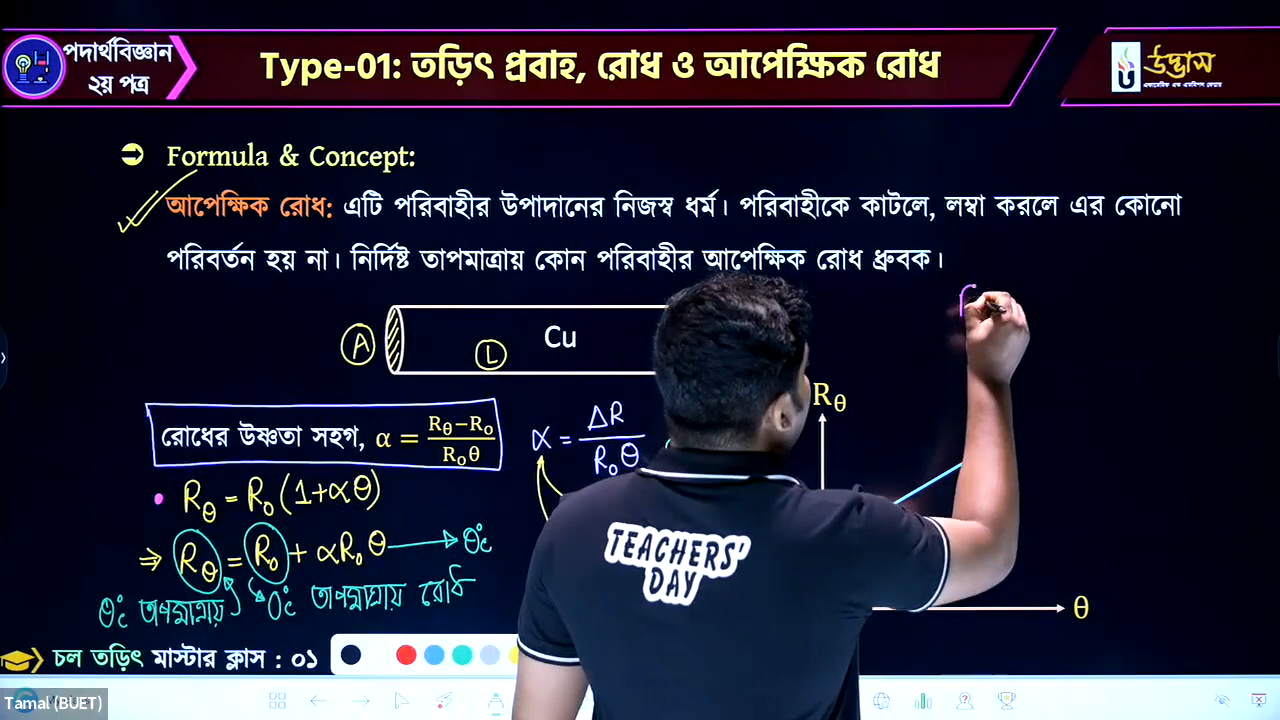 পদার্থবিজ্ঞান
২য় পত্র
Type-01: তড়িৎ প্রবাহ, রোধ ও আপেক্ষিক রোধ
উদ্ভাস
Formula & Concept:
আপেক্ষিক রোধ: এটি পরিবাহীর উপাদানের নিজস্ব ধর্ম। পরিবাহীকে কাটলে, লম্বা করলে এর কোনো
পরিবর্তন হয় না। নির্দিষ্ট তাপমাত্রায় কোন পরিবাহীর আপেক্ষিক রোধ ধ্রুবক।
A L Cu
Rθ
রোধের উষ্ণতা সহগ, α = (Rθ−R₀)/(R₀θ)
α = ΔR/(R₀θ)
Rθ = R₀(1+αθ)
⇒ Rθ = R₀ + αR₀θ → θ°c
θ°c তাপমাত্রায় 0°c তাপমাত্রায় রোধ
θ
চল তড়িৎ মাস্টার ক্লাস : ০১
TEACHERS'
DAY
Tamal (BUET)